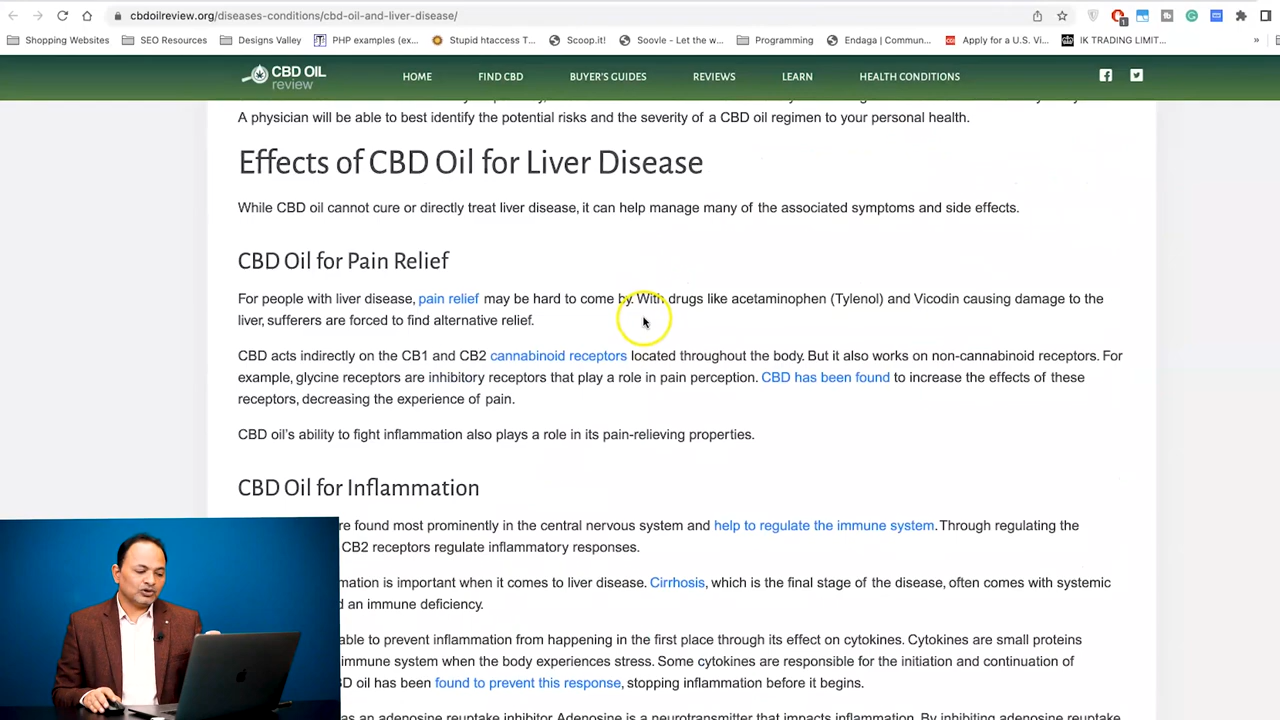 cbdoilreview.org/diseases-conditions/cbd-oil-and-liver-disease/
Shopping Websites SEO Resources Designs Valley PHP examples (ex... Stupid htaccess T... Scoop.it! Soovle - Let the w... Programming Endaga | Commun... Apply for a U.S. Vi... IK TRADING LIMIT... »
CBD OIL
review
HOME FIND CBD BUYER'S GUIDES REVIEWS LEARN HEALTH CONDITIONS
A physician will be able to best identify the potential risks and the severity of a CBD oil regimen to your personal health.
Effects of CBD Oil for Liver Disease
While CBD oil cannot cure or directly treat liver disease, it can help manage many of the associated symptoms and side effects.
CBD Oil for Pain Relief
For people with liver disease, pain relief may be hard to come by. With drugs like acetaminophen (Tylenol) and Vicodin causing damage to the
liver, sufferers are forced to find alternative relief.
CBD acts indirectly on the CB1 and CB2 cannabinoid receptors located throughout the body. But it also works on non-cannabinoid receptors. For
example, glycine receptors are inhibitory receptors that play a role in pain perception. CBD has been found to increase the effects of these
receptors, decreasing the experience of pain.
CBD oil's ability to fight inflammation also plays a role in its pain-relieving properties.
CBD Oil for Inflammation
re found most prominently in the central nervous system and help to regulate the immune system. Through regulating the
CB2 receptors regulate inflammatory responses.
mation is important when it comes to liver disease. Cirrhosis, which is the final stage of the disease, often comes with systemic
d an immune deficiency.
able to prevent inflammation from happening in the first place through its effect on cytokines. Cytokines are small proteins
immune system when the body experiences stress. Some cytokines are responsible for the initiation and continuation of
D oil has been found to prevent this response, stopping inflammation before it begins.
as an adenosine reuptake inhibitor. Adenosine is a neurotransmitter that impacts inflammation. By inhibiting adenosine reuptake